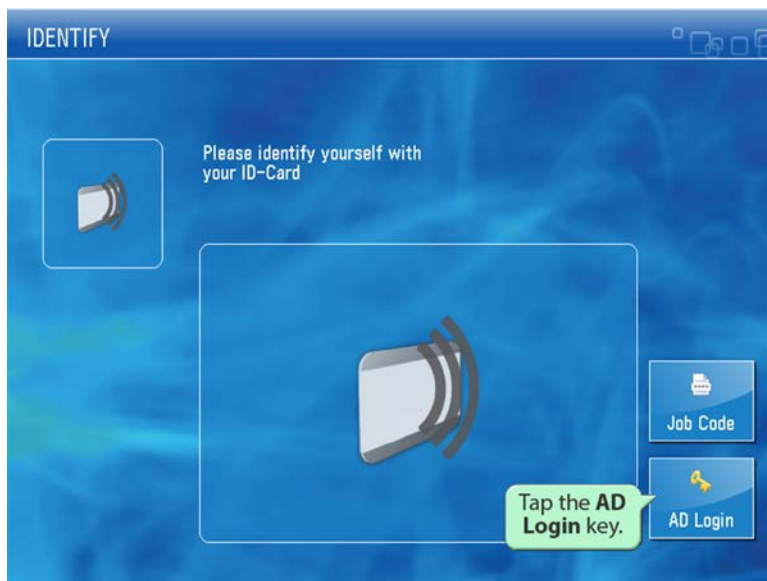 IDENTIFY
Please identify yourself with
your ID-Card
Job Code
Tap the AD
Login key.
AD Login